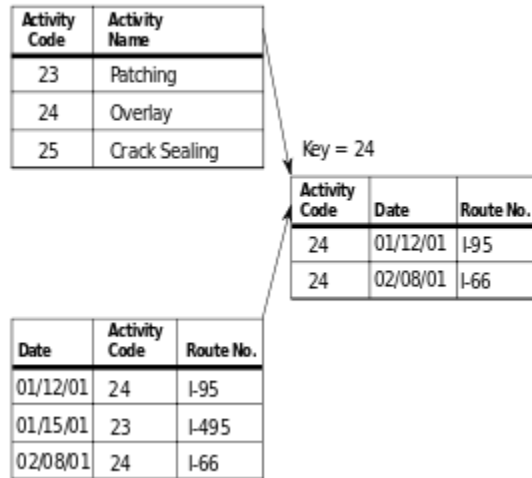 Activity Code Activity Name
23 Patching
24 Overlay
25 Crack Sealing
Key = 24
Activity Code Date Route No.
24 01/12/01 I-95
24 02/08/01 I-66
Date Activity Code Route No.
01/12/01 24 I-95
01/15/01 23 I-495
02/08/01 24 I-66